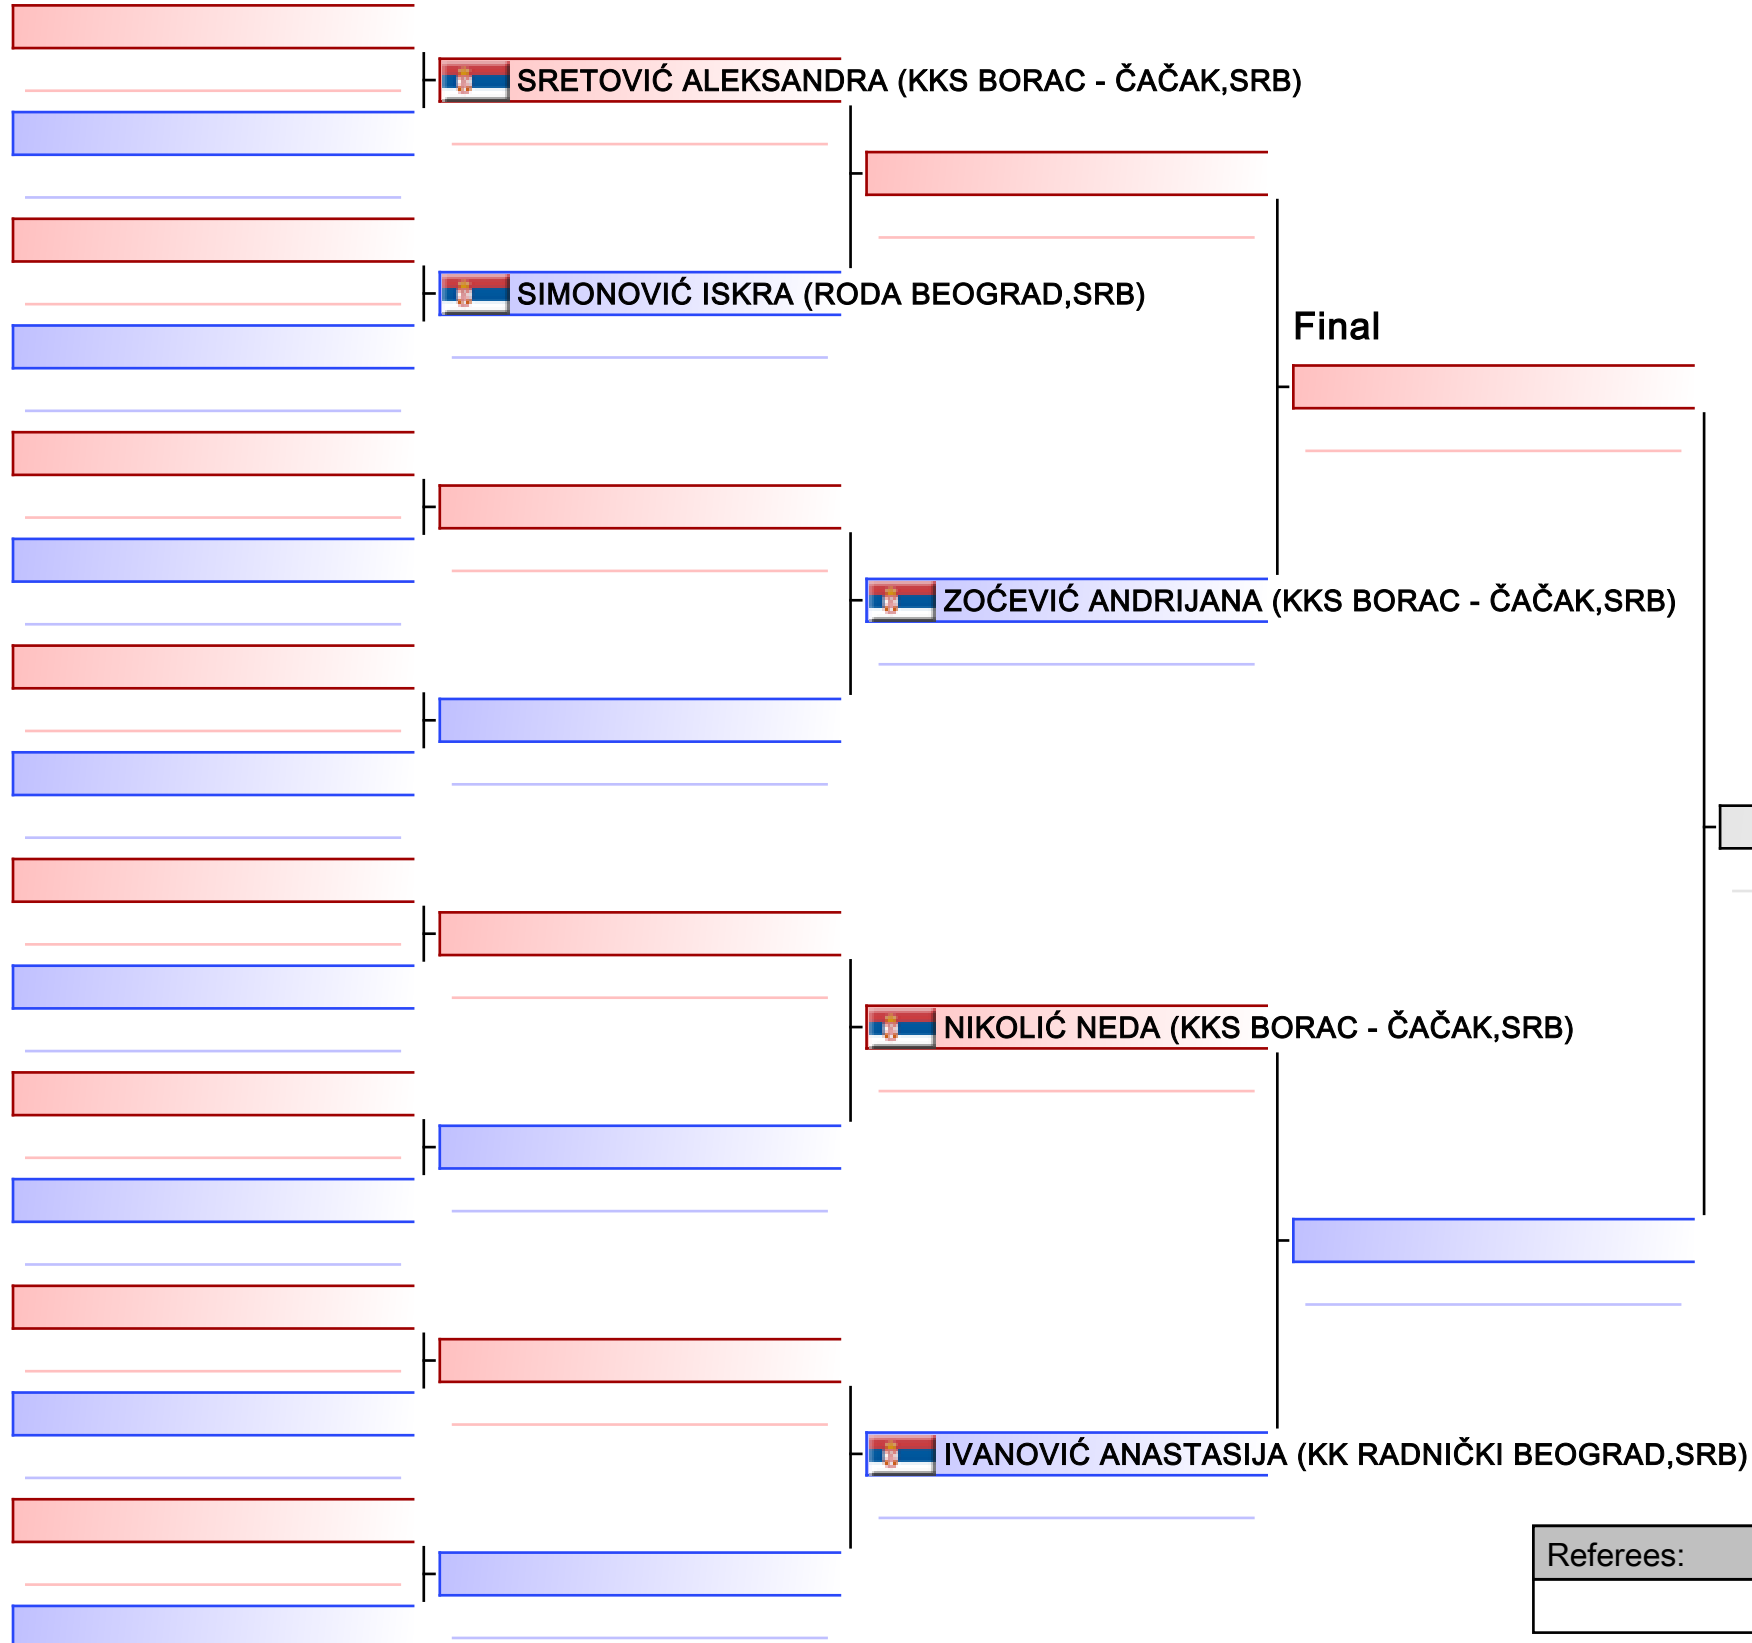 SRETOVIĆ ALEKSANDRA (KKS BORAC - ČAČAK,SRB)
SIMONOVIĆ ISKRA (RODA BEOGRAD,SRB)
Final
ZOĆEVIĆ ANDRIJANA (KKS BORAC - ČAČAK,SRB)
NIKOLIĆ NEDA (KKS BORAC - ČAČAK,SRB)
IVANOVIĆ ANASTASIJA (KK RADNIČKI BEOGRAD,SRB)
Referees: